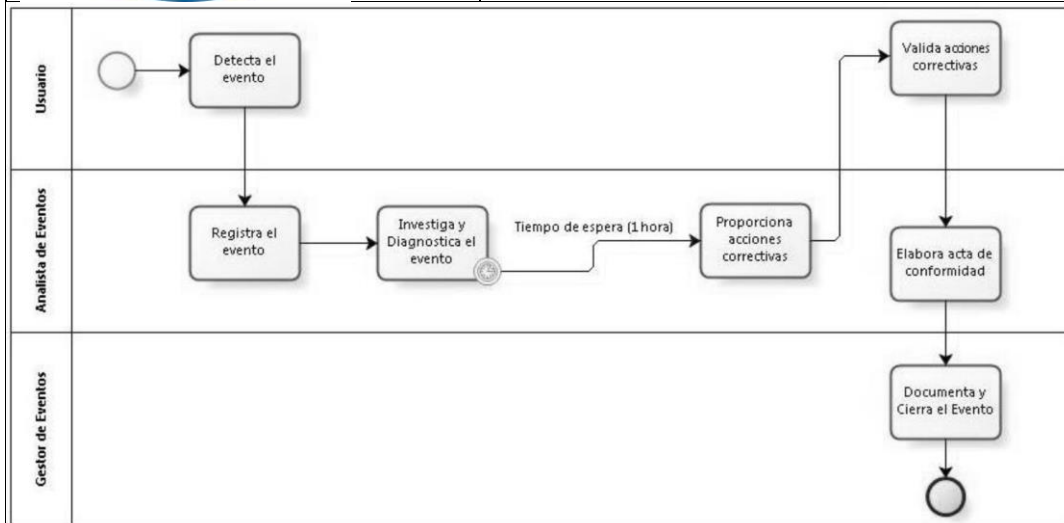 Usuario
Detecta el
evento
Valida acciones
correctivas
Analista de Eventos
Registra el
evento
Investiga y
Diagnostica el
evento
Tiempo de espera (1 hora)
Proporciona
acciones
correctivas
Elabora acta de
conformidad
Gestor de Eventos
Documenta y
Cierra el Evento